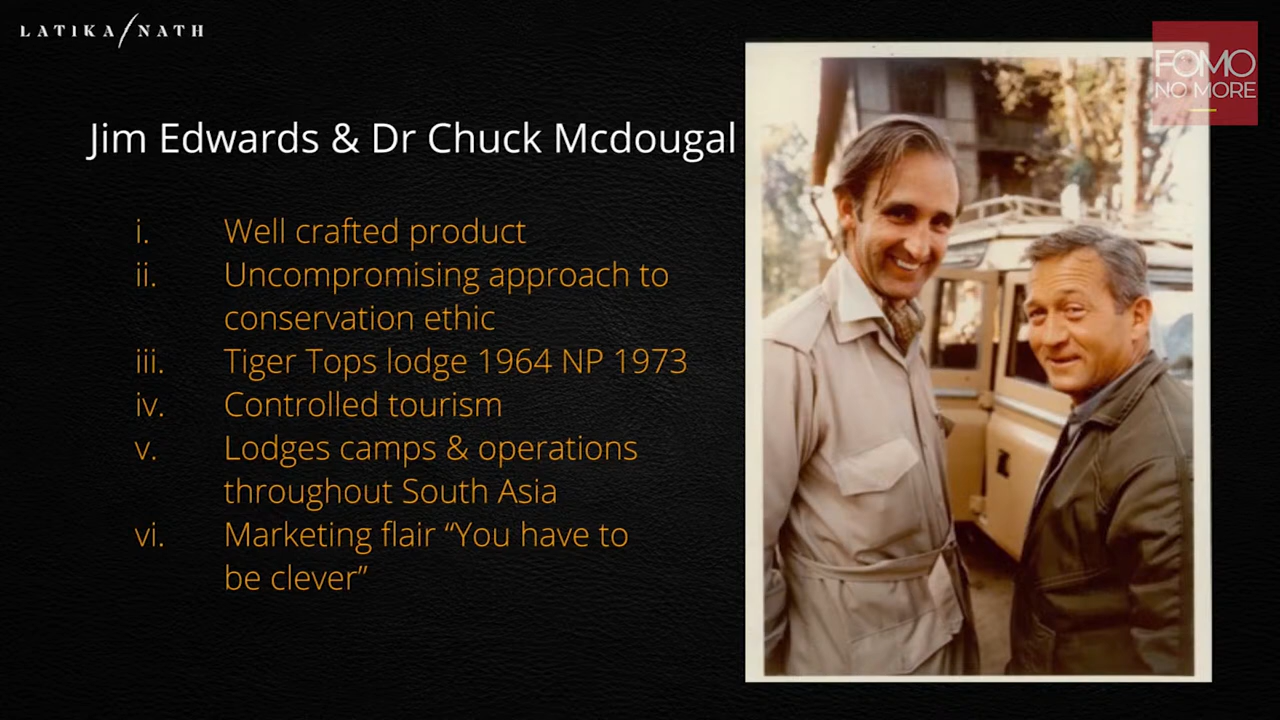 LATIKA/NATH
FOMO
NO MORE
Jim Edwards & Dr Chuck Mcdougal
i. Well crafted product
ii. Uncompromising approach to
conservation ethic
iii. Tiger Tops lodge 1964 NP 1973
iv. Controlled tourism
v. Lodges camps & operations
throughout South Asia
vi. Marketing flair “You have to
be clever”